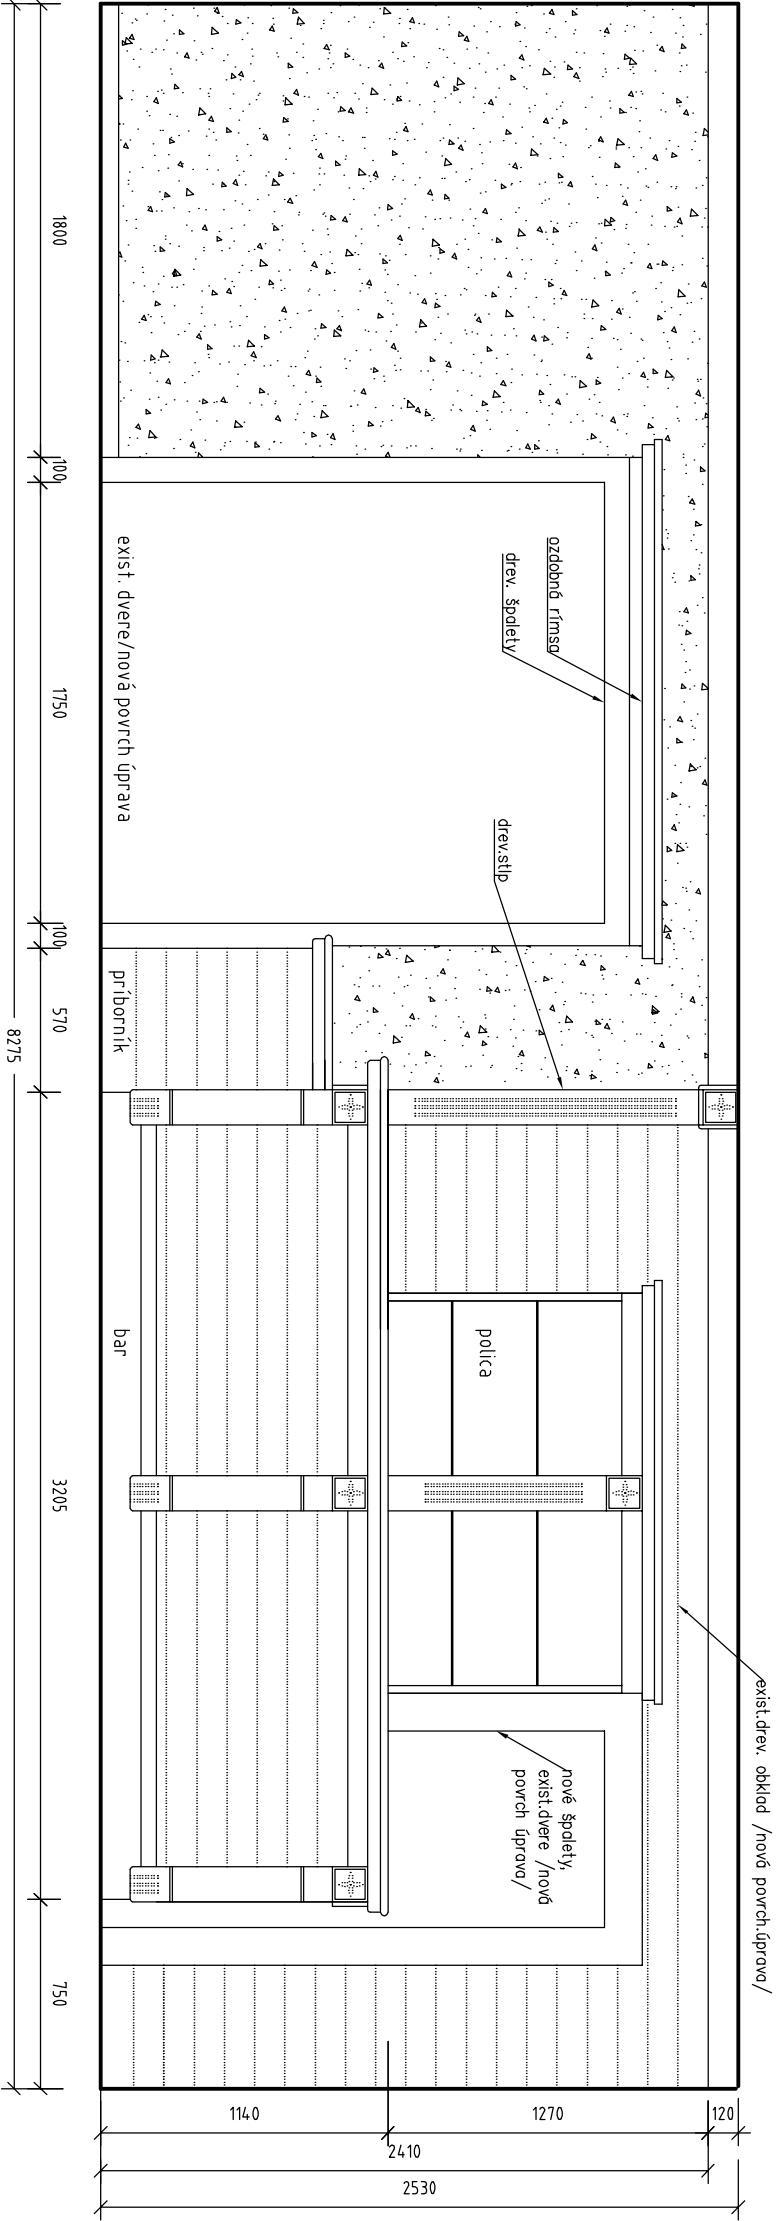 exist.drev. obklad /nová povrch.úprava/
ozdobná rímsa
drev. špalety
drev.stlp
nové špalety,
exist.dvere /nová
povrch úprava/
polica
exist. dvere/nová povrch úprava
príborník
bar
1800
100
1750
100
570
3205
750
8275
120
1270
1140
2410
2530